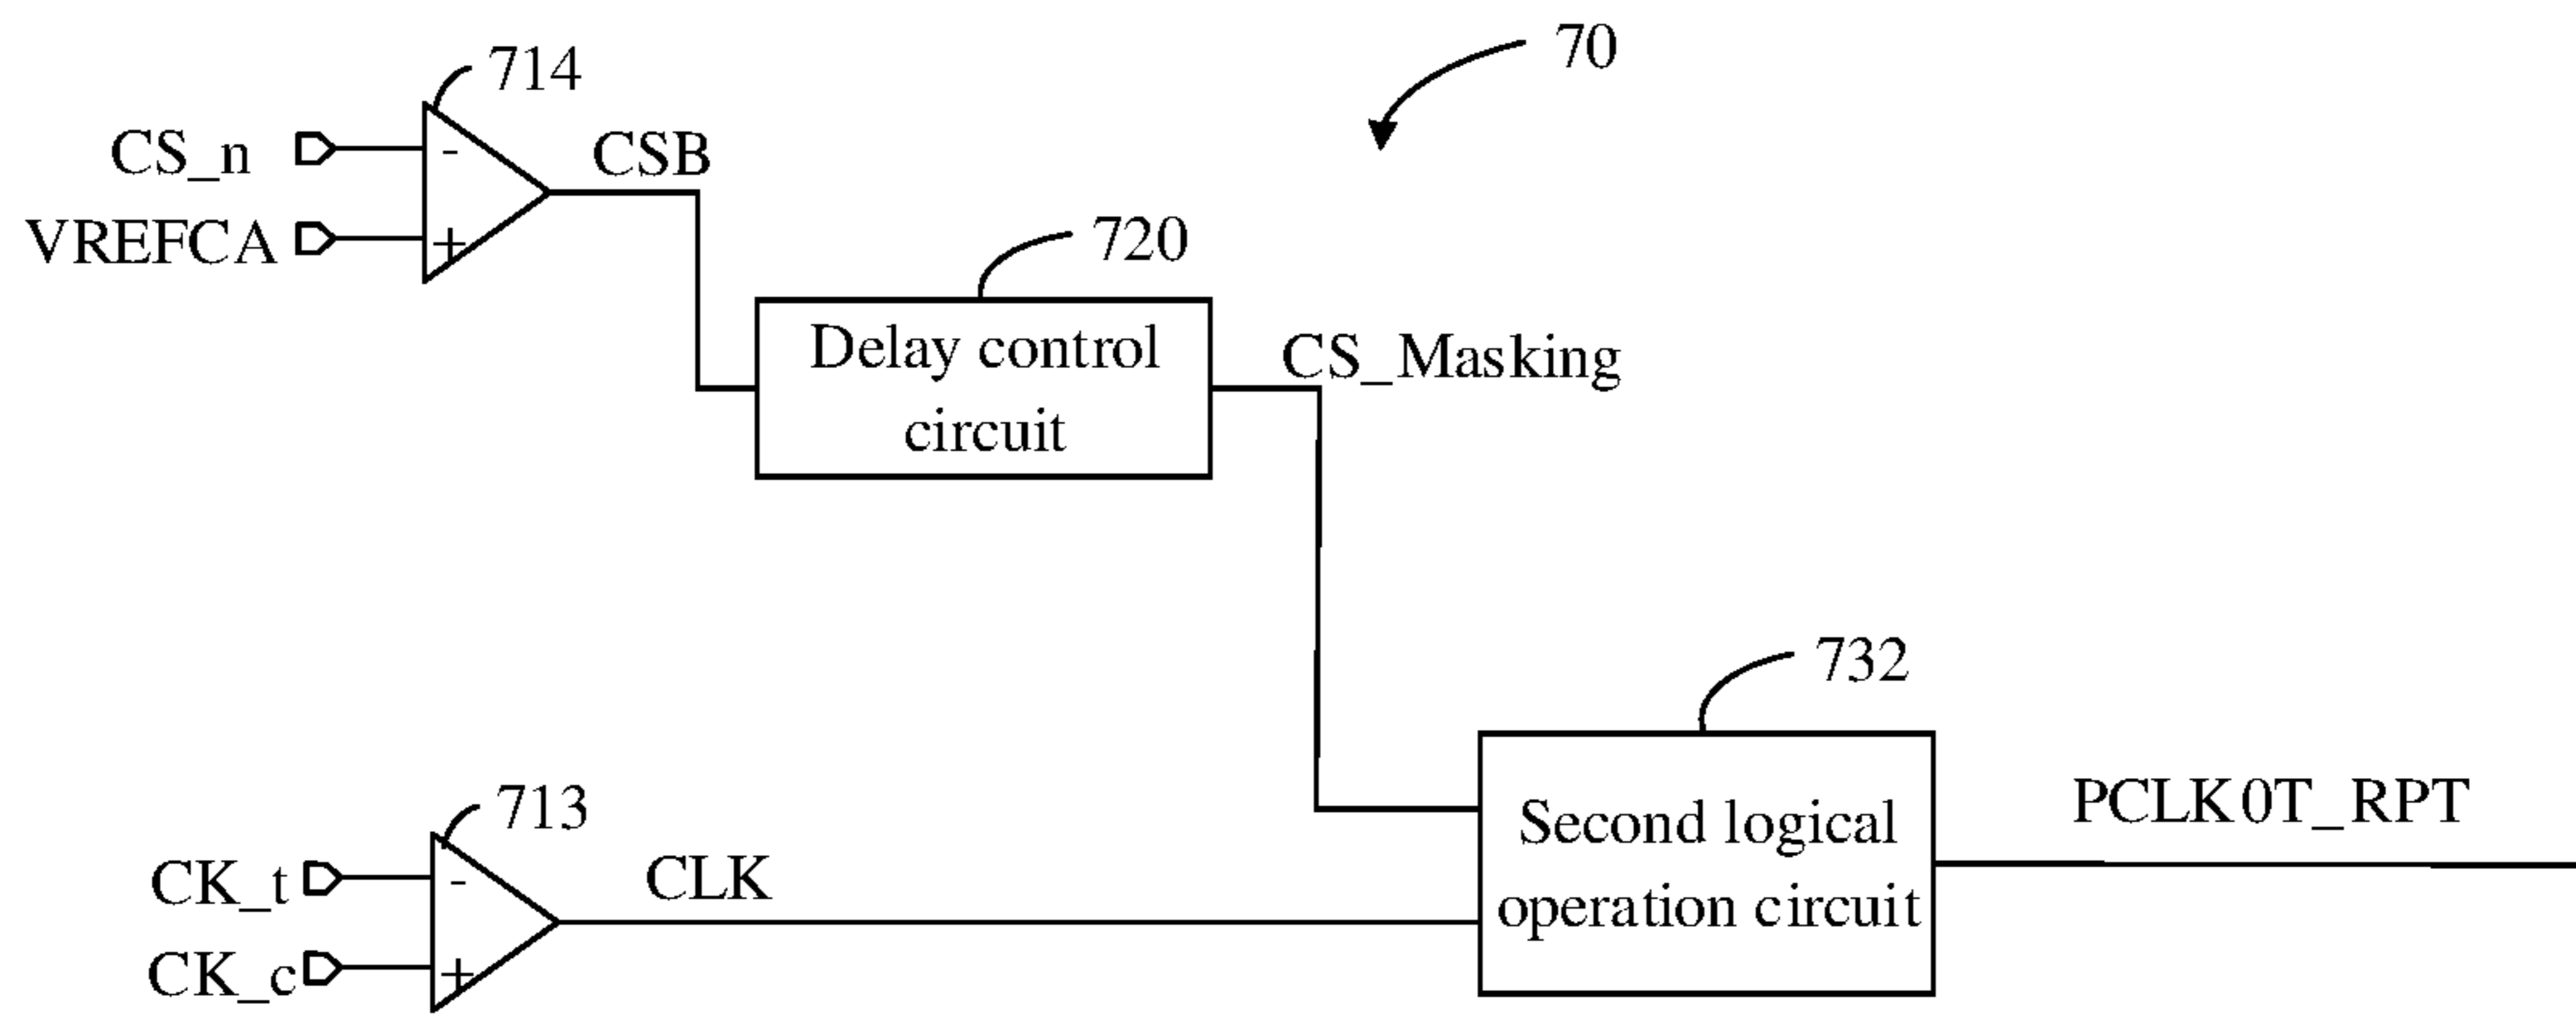 70
714
CS_n
-
CSB
VREFCA
+
720
Delay control
circuit
CS_Masking
732
713
CK_t
-
CLK
CK_c
+
Second logical
operation circuit
PCLK0T_RPT